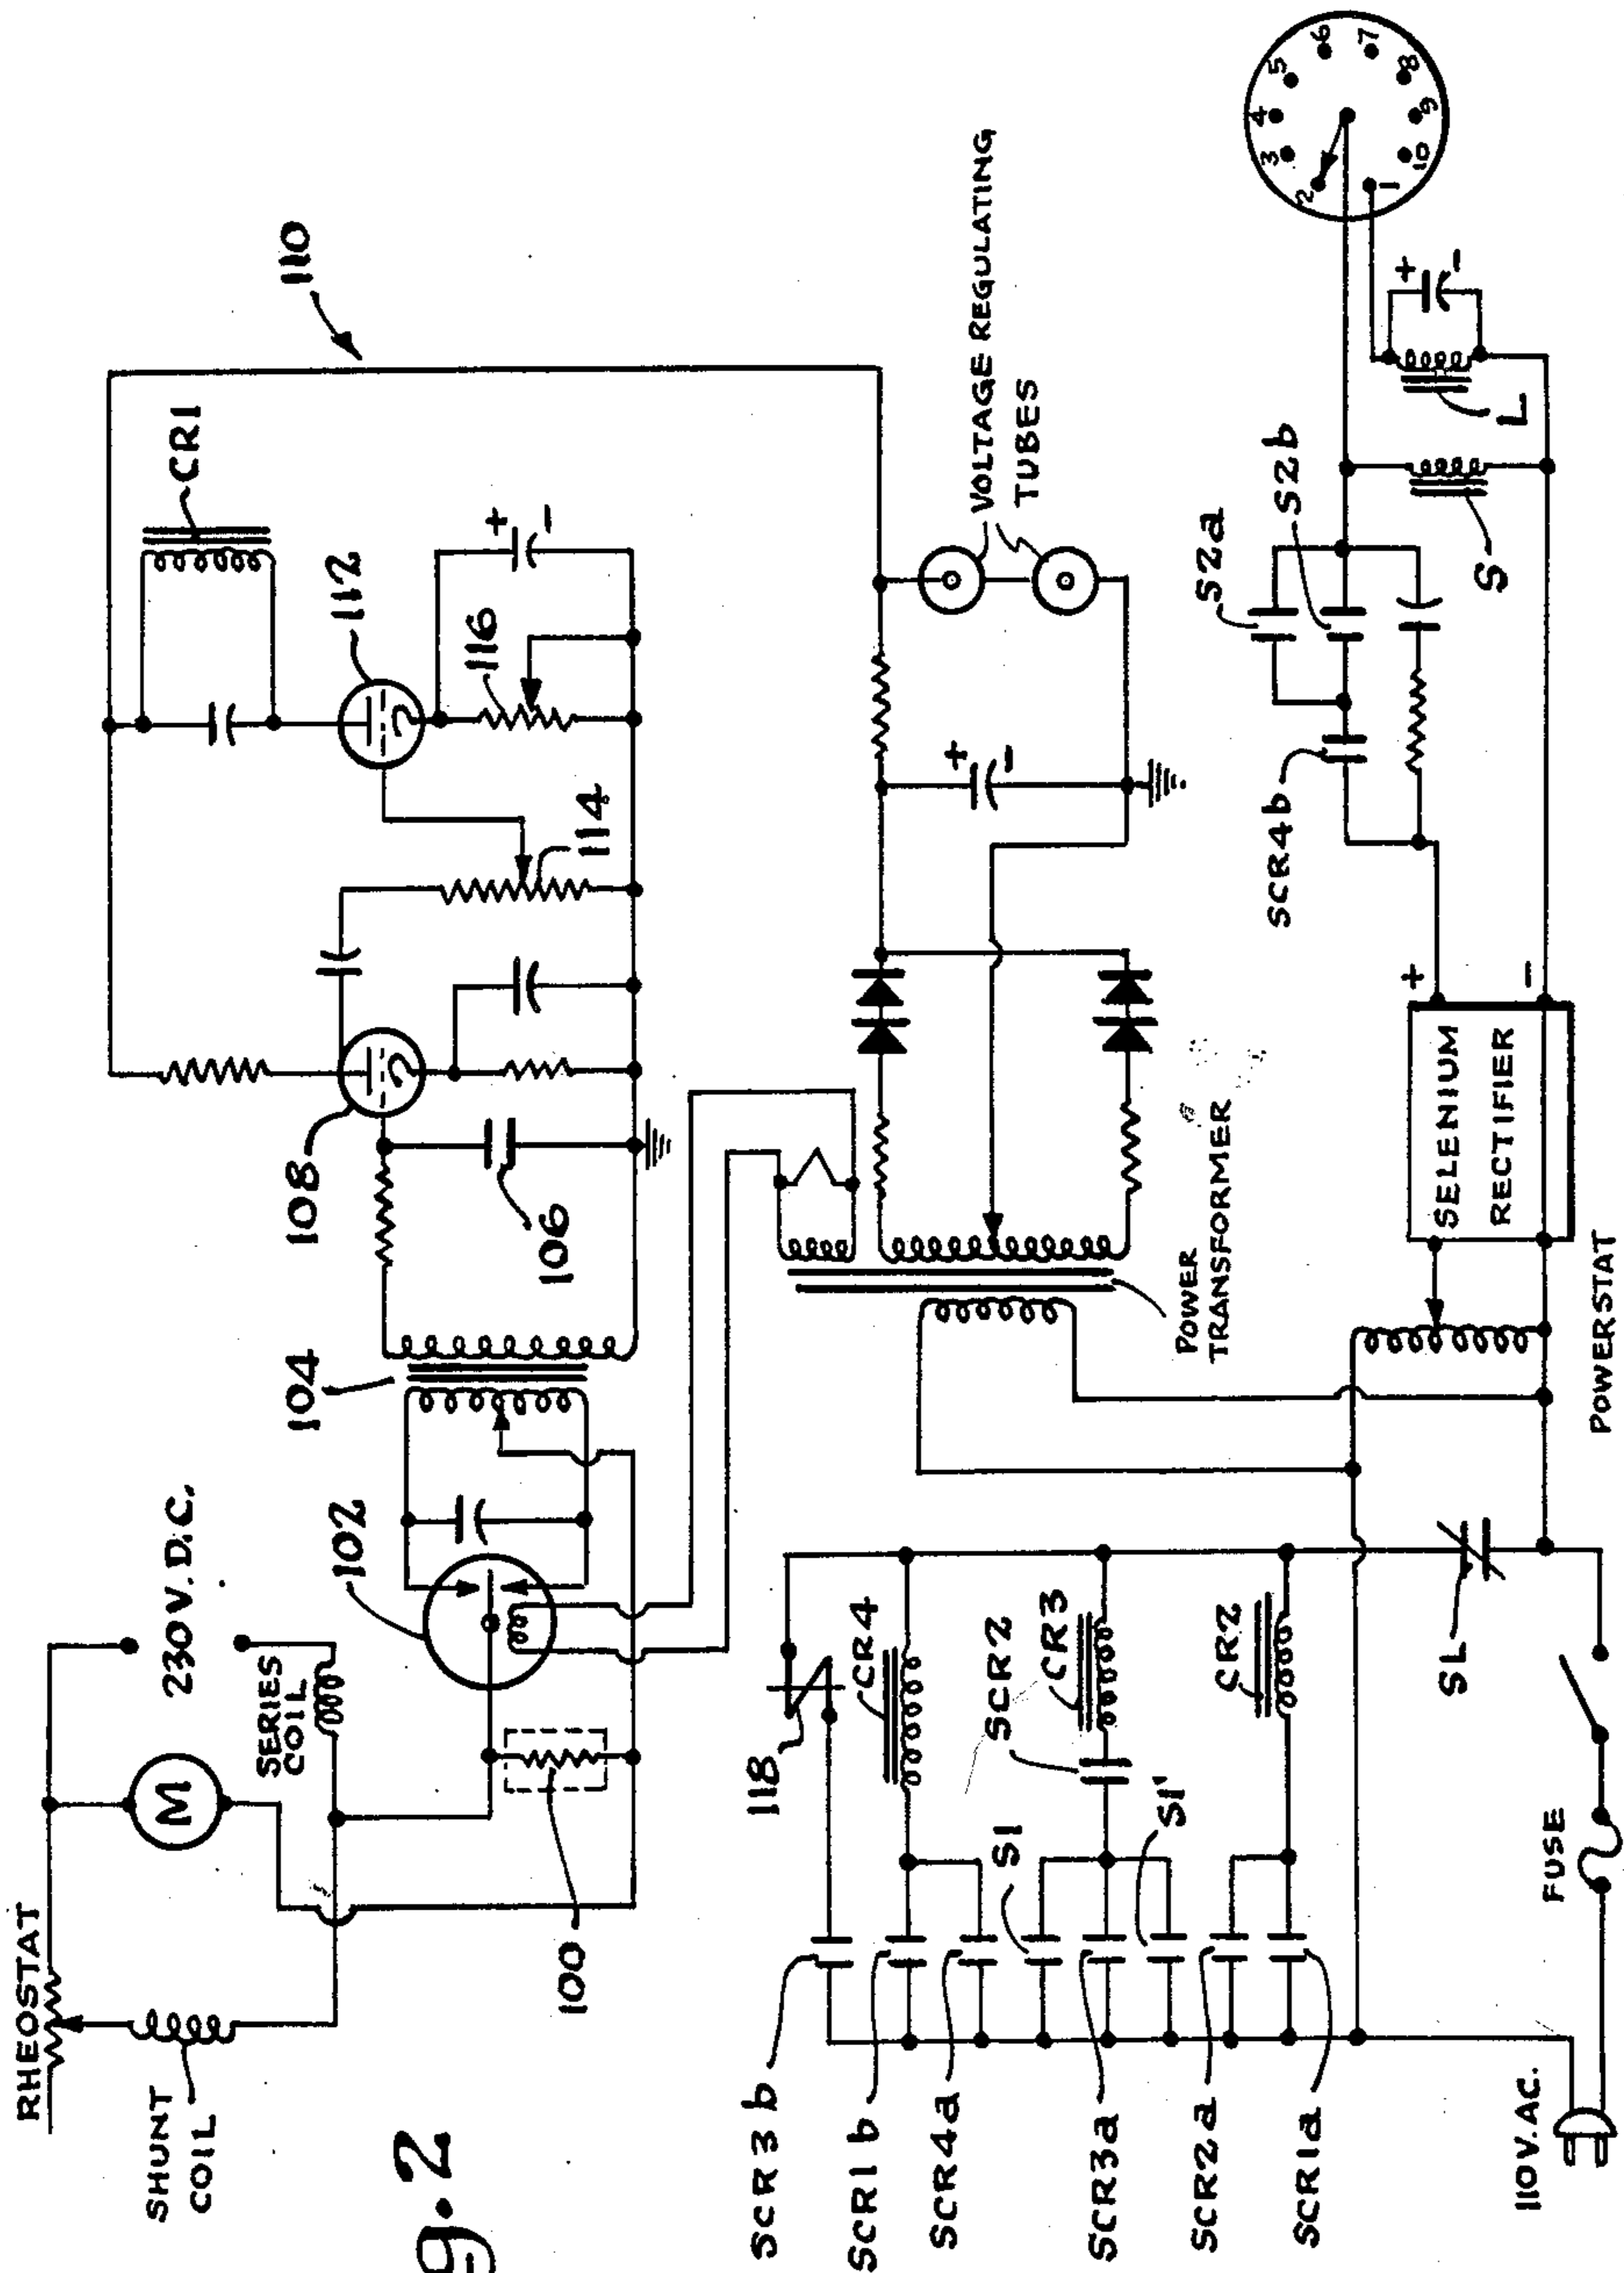 RHEOSTAT
SHUNT
COIL
M
230 V. D.C.
SERIES
COIL
100
102
104
106
108
110
112
114
116
CR1
+
-
g. 2
118
CR4
SCR2
CR3
CR2
SCR3b
SCR1b
SCR4a
S1
SCR3a
S1'
SCR2a
SCR1a
SL
110V. AC.
FUSE
POWER
TRANSFORMER
+
-
VOLTAGE REGULATING
TUBES
POWERSTAT
SELENIUM
RECTIFIER
+
-
SCR4b
S2a
S2b
S
L
+
-
1
2
3
4
5
6
7
8
9
10